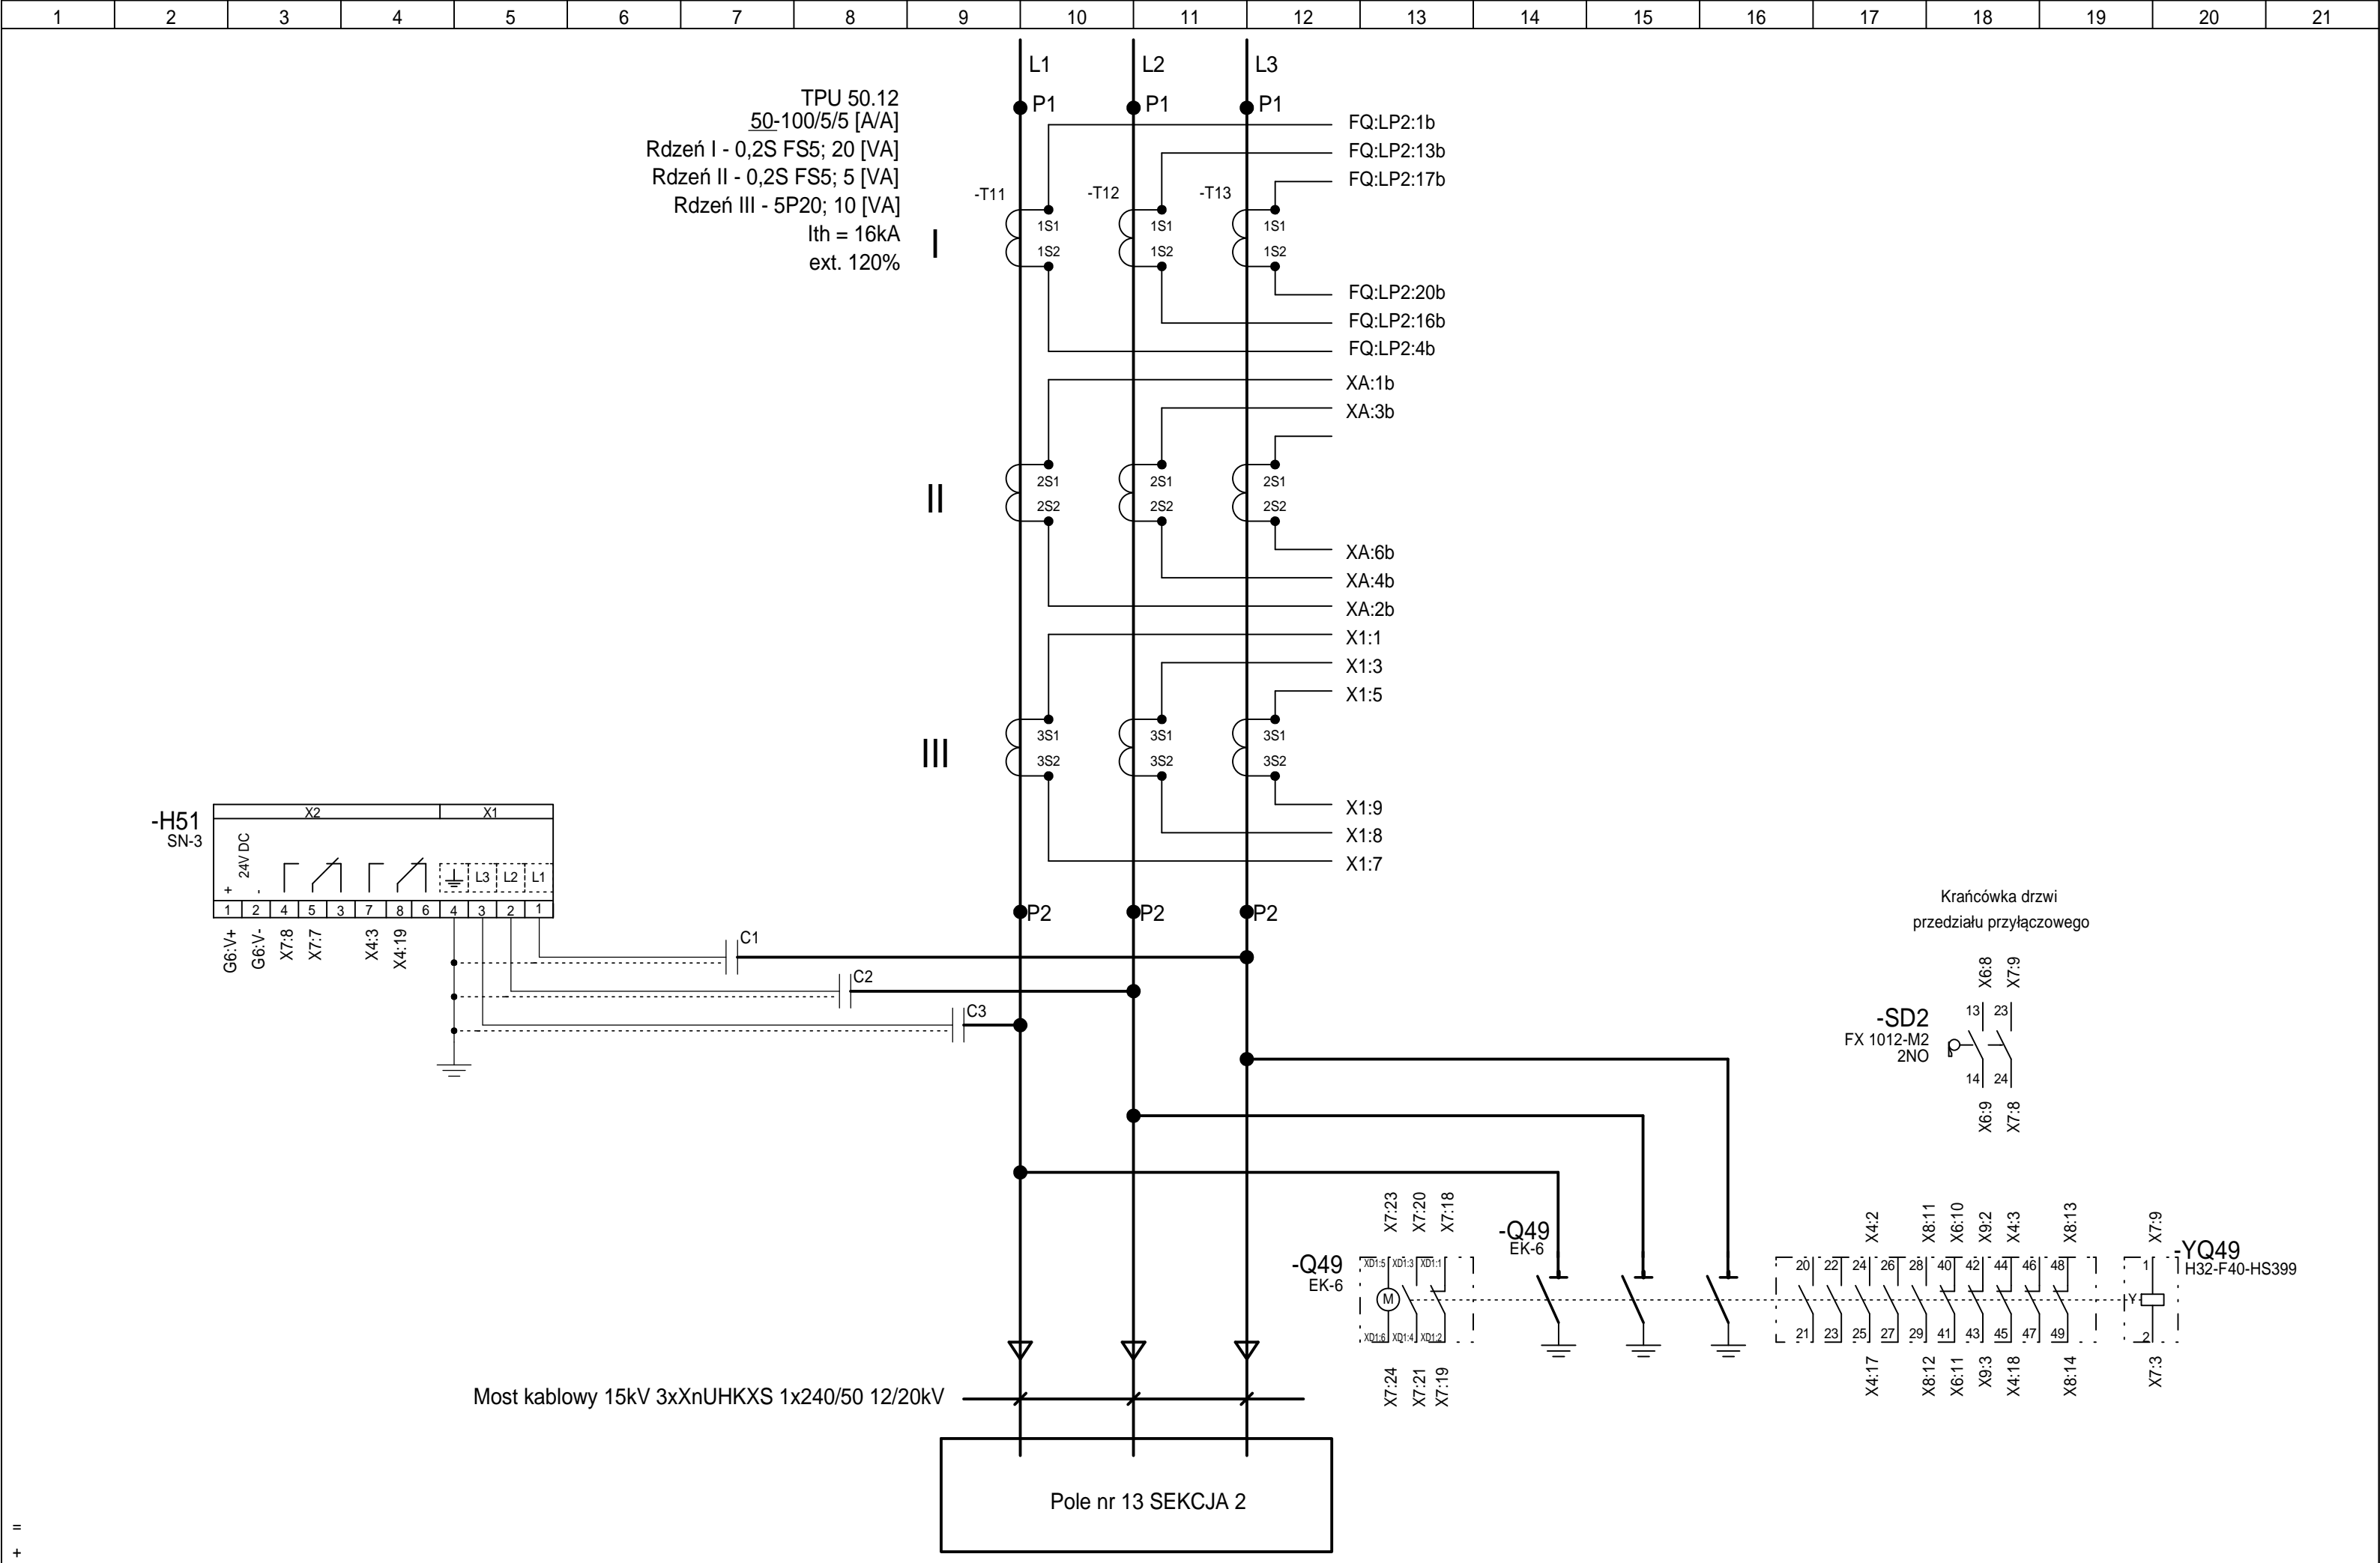 1 2 3 4 5 6 7 8 9 10 11 12 13 14 15 16 17 18 19 20 21
L1 L2 L3
P1 P1 P1
TPU 50.12
50-100/5/5 [A/A]
Rdzeń I - 0,2S FS5; 20 [VA]
Rdzeń II - 0,2S FS5; 5 [VA]
Rdzeń III - 5P20; 10 [VA]
Ith = 16kA
ext. 120%
FQ:LP2:1b
FQ:LP2:13b
FQ:LP2:17b
-T11 -T12 -T13
I
1S1 1S1 1S1
1S2 1S2 1S2
FQ:LP2:20b
FQ:LP2:16b
FQ:LP2:4b
XA:1b
XA:3b
II
2S1 2S1 2S1
2S2 2S2 2S2
XA:6b
XA:4b
XA:2b
X1:1
X1:3
X1:5
III
3S1 3S1 3S1
3S2 3S2 3S2
X1:9
X1:8
X1:7
-H51
SN-3
X2 X1
24V DC
+ -
L3 L2 L1
1 2 4 5 3 7 8 6 4 3 2 1
G6:V+ G6:V- X7:8 X7:7 X4:3 X4:19
P2 P2 P2
C1
C2
C3
Krańcówka drzwi
przedziału przyłączowego
X6:8 X7:9
13 23
-SD2
FX 1012-M2
2NO
14 24
X6:9 X7:8
X7:23 X7:20 X7:18
-Q49
EK-6
XD1:5 XD1:3 XD1:1
M
XD1:6 XD1:4 XD1:2
X7:24 X7:21 X7:19
-Q49
EK-6
X4:2 X8:11 X6:10 X9:2 X4:3 X8:13
20 22 24 26 28 40 42 44 46 48
21 23 25 27 29 41 43 45 47 49
X4:17 X8:12 X6:11 X9:3 X4:18 X8:14
X7:9
-YQ49
H32-F40-HS399
1
Y
2
X7:3
Most kablowy 15kV 3xXnUHKXS 1x240/50 12/20kV
Pole nr 13 SEKCJA 2
=
+